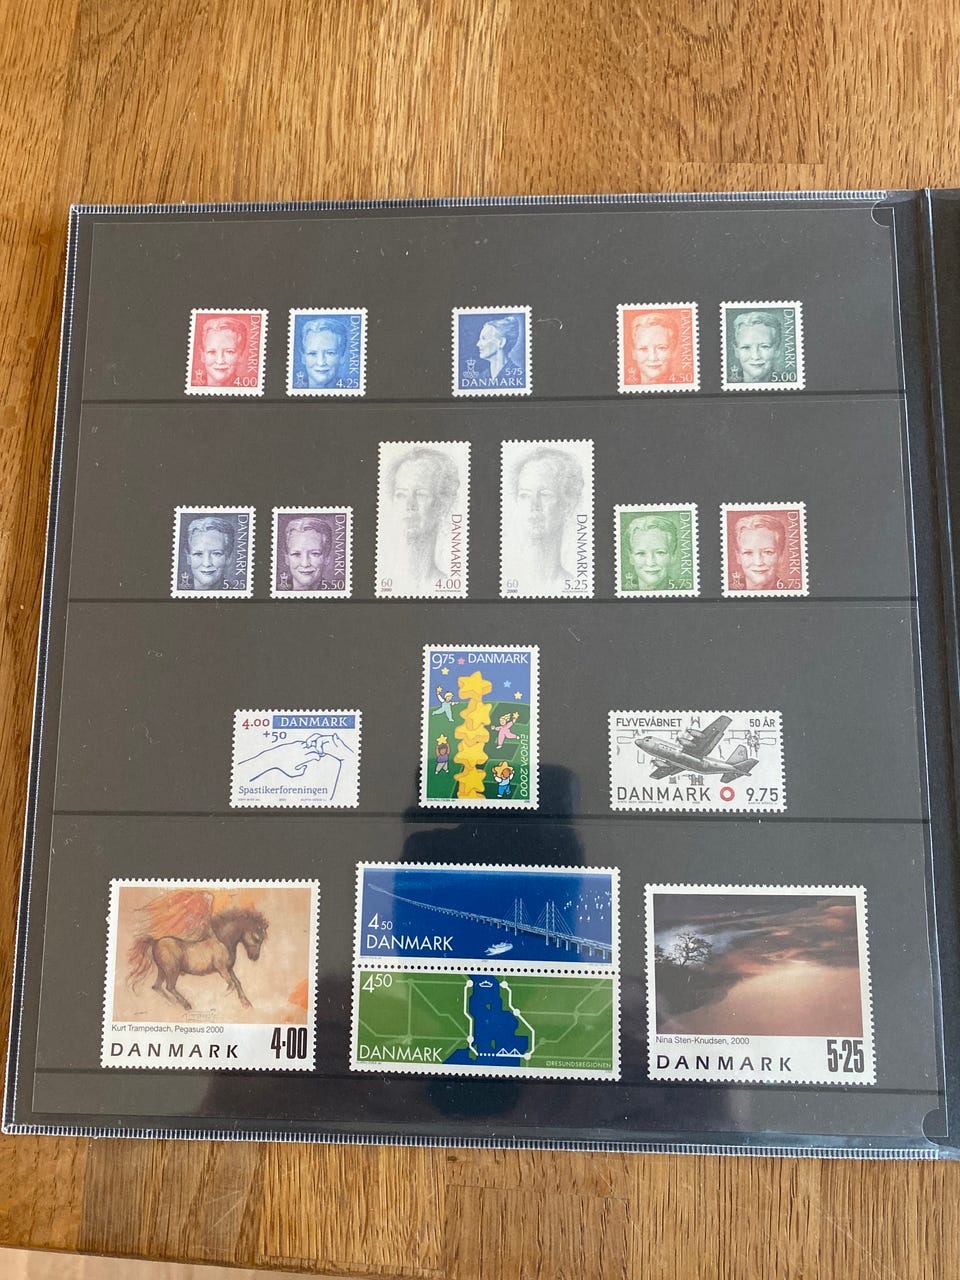 DANMARK
4.00
DANMARK
4.25
5.75
DANMARK
DANMARK
4.50
DANMARK
5.00
DANMARK
5.25
DANMARK
5.50
DANMARK
60
2000
4.00
DANMARK
60
2000
5.25
DANMARK
5.75
DANMARK
6.75
4.00 DANMARK
+50
Spastikerforeningen
975 DANMARK
EUROPA 2000
FLYVEVÅBNET 50 ÅR
DANMARK 9.75
Kurt Trampedach, Pegasus 2000
DANMARK 4.00
4 50
DANMARK
4 50
DANMARK
ØRESUNDSREGIONEN
Nina Sten-Knudsen, 2000
DANMARK 5.25